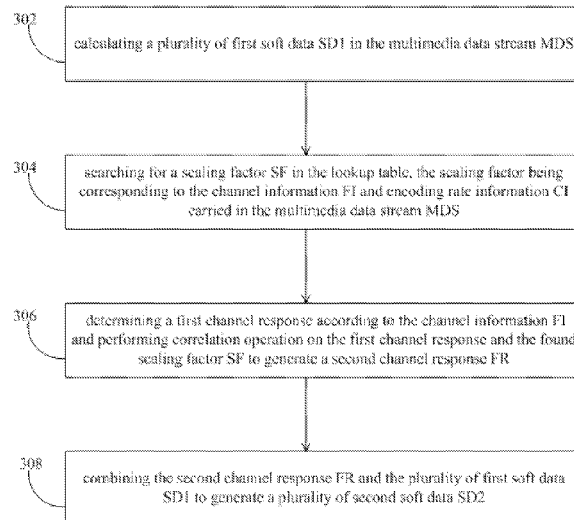 302
calculating a plurality of first soft data SD1 in the multimedia data stream MDS
304
searching for a scaling factor SF in the lookup table, the scaling factor being
corresponding to the channel information FI and encoding rate information CI
carried in the multimedia data stream MDS
306
determining a first channel response according to the channel information FI
and performing correlation operation on the first channel response and the found
scaling factor SF to generate a second channel response FR
308
combining the second channel response FR and the plurality of first soft data
SD1 to generate a plurality of second soft data SD2